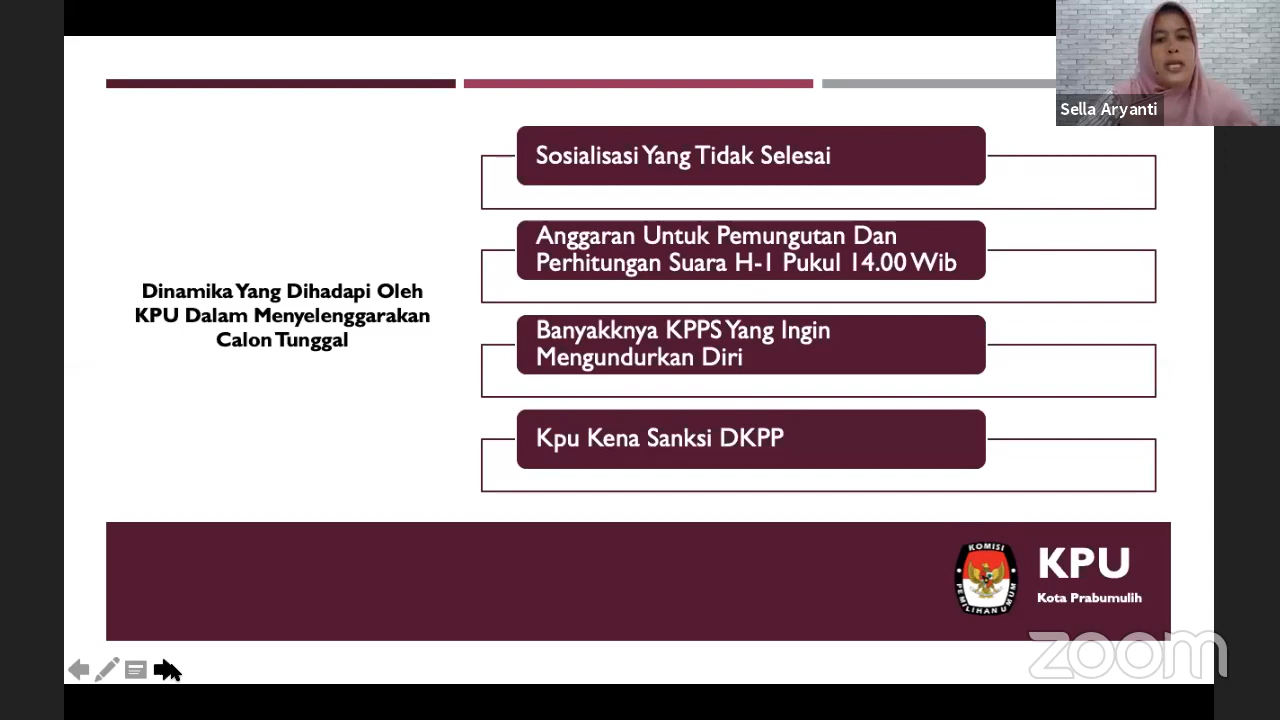 Sella Aryanti
Sosialisasi Yang Tidak Selesai
Anggaran Untuk Pemungutan Dan
Perhitungan Suara H-1 Pukul 14.00 Wib
Dinamika Yang Dihadapi Oleh
KPU Dalam Menyelenggarakan
Calon Tunggal
Banyakknya KPPS Yang Ingin
Mengundurkan Diri
Kpu Kena Sanksi DKPP
KOMISI
PEMILIHAN UMUM
KPU
Kota Prabumulih
zoom